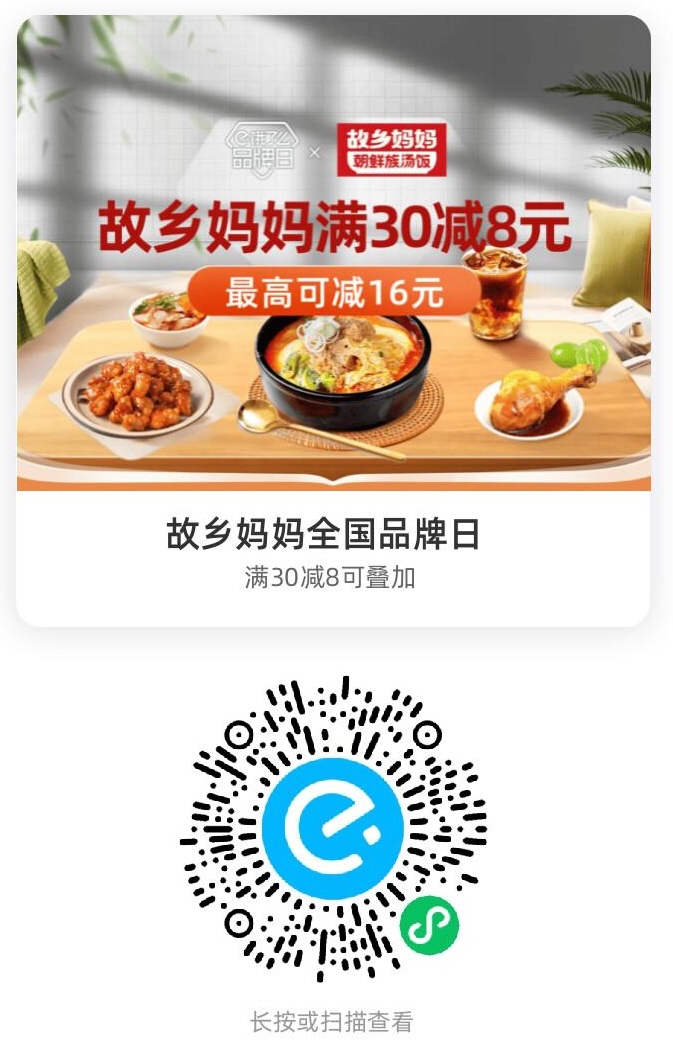 饿了么
品牌日
×
故乡妈妈
朝鲜族汤饭
故乡妈妈满30减8元
最高可减16元
故乡妈妈全国品牌日
满30减8可叠加
长按或扫描查看